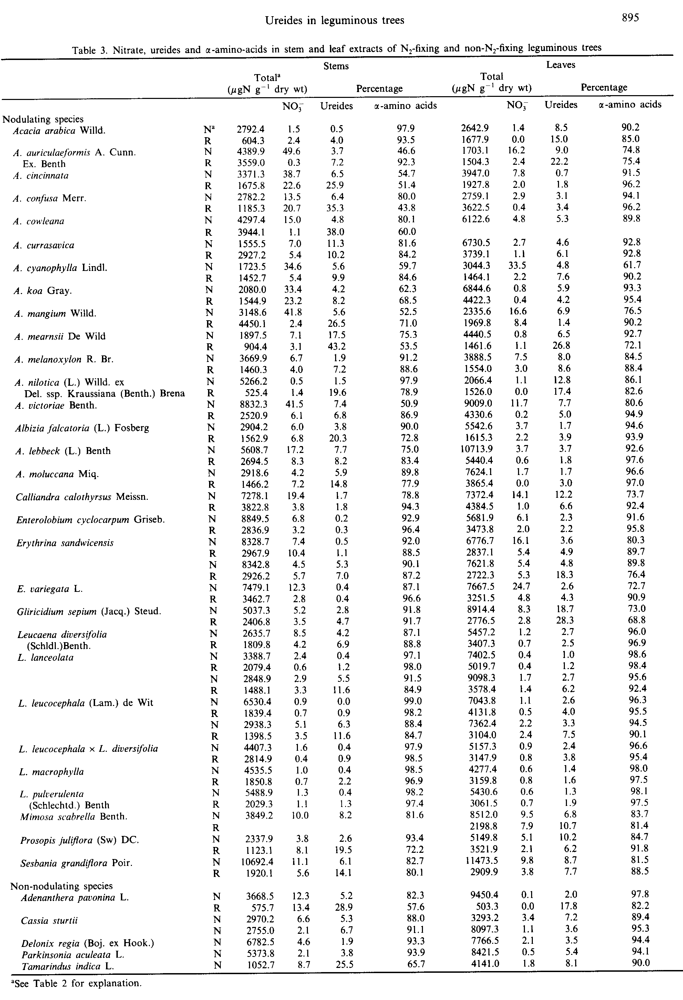 Ureides in leguminous trees 895
Table 3. Nitrate, ureides and α-amino-acids in stem and leaf extracts of N₂-fixing and non-N₂-fixing leguminous trees
Stems Leaves
Totalᵃ Total
(μgN g⁻¹ dry wt) Percentage (μgN g⁻¹ dry wt) Percentage
NO₃⁻ Ureides α-amino acids NO₃⁻ Ureides α-amino acids
Nodulating species
Acacia arabica Willd. Nᵃ 2792.4 1.5 0.5 97.9 2642.9 1.4 8.5 90.2
R 604.3 2.4 4.0 93.5 1677.9 0.0 15.0 85.0
A. auriculaeformis A. Cunn. N 4389.9 49.6 3.7 46.6 1703.1 16.2 9.0 74.8
Ex. Benth R 3559.0 0.3 7.2 92.3 1504.3 2.4 22.2 75.4
A. cincinnata N 3371.3 38.7 6.5 54.7 3947.0 7.8 0.7 91.5
R 1675.8 22.6 25.9 51.4 1927.8 2.0 1.8 96.2
A. confusa Merr. N 2782.2 13.5 6.4 80.0 2759.1 2.9 3.1 94.1
R 1185.3 20.7 35.3 43.8 3622.5 0.4 3.4 96.2
A. cowleana N 4297.4 15.0 4.8 80.1 6122.6 4.8 5.3 89.8
R 3944.1 1.1 38.0 60.0
A. currasavica N 1555.5 7.0 11.3 81.6 6730.5 2.7 4.6 92.8
R 2927.2 5.4 10.2 84.2 3739.1 1.1 6.1 92.8
A. cyanophylla Lindl. N 1723.5 34.6 5.6 59.7 3044.3 33.5 4.8 61.7
R 1452.7 5.4 9.9 84.6 1464.1 2.2 7.6 90.2
A. koa Gray. N 2080.0 33.4 4.2 62.3 6844.6 0.8 5.9 93.3
R 1544.9 23.2 8.2 68.5 4422.3 0.4 4.2 95.4
A. mangium Willd. N 3148.6 41.8 5.6 52.5 2335.6 16.6 6.9 76.5
R 4450.1 2.4 26.5 71.0 1969.8 8.4 1.4 90.2
A. mearnsii De Wild N 1897.5 7.1 17.5 75.3 4440.5 0.8 6.5 92.7
R 904.4 3.1 43.2 53.5 1461.6 1.1 26.8 72.1
A. melanoxylon R. Br. N 3669.9 6.7 1.9 91.2 3888.5 7.5 8.0 84.5
R 1460.3 4.0 7.2 88.6 1554.0 3.0 8.6 88.4
A. nilotica (L.) Willd. ex N 5266.2 0.5 1.5 97.9 2066.4 1.1 12.8 86.1
Del. ssp. Kraussiana (Benth.) Brena R 525.4 1.4 19.6 78.9 1526.0 0.0 17.4 82.6
A. victoriae Benth. N 8832.3 41.5 7.4 50.9 9009.0 11.7 7.7 80.6
R 2520.9 6.1 6.8 86.9 4330.6 0.2 5.0 94.9
Albizia falcatoria (L.) Fosberg N 2904.2 6.0 3.8 90.0 5542.6 3.7 1.7 94.6
R 1562.9 6.8 20.3 72.8 1615.3 2.2 3.9 93.9
A. lebbeck (L.) Benth N 5608.7 17.2 7.7 75.0 10713.9 3.7 3.7 92.6
R 2694.5 8.3 8.2 83.4 5440.4 0.6 1.8 97.6
A. moluccana Miq. N 2918.6 4.2 5.9 89.8 7624.1 1.7 1.7 96.6
R 1466.2 7.2 14.8 77.9 3865.4 0.0 3.0 97.0
Calliandra calothyrsus Meissn. N 7278.1 19.4 1.7 78.8 7372.4 14.1 12.2 73.7
R 3822.8 3.8 1.8 94.3 4384.5 1.0 6.6 92.4
Enterolobium cyclocarpum Griseb. N 8849.5 6.8 0.2 92.9 5681.9 6.1 2.3 91.6
R 2836.9 3.2 0.3 96.4 3473.8 2.0 2.2 95.8
Erythrina sandwicensis N 8328.7 7.4 0.5 92.0 6776.7 16.1 3.6 80.3
R 2967.9 10.4 1.1 88.5 2837.1 5.4 4.9 89.7
N 8342.8 4.5 5.3 90.1 7621.8 5.4 4.8 89.8
R 2926.2 5.7 7.0 87.2 2722.3 5.3 18.3 76.4
E. variegata L. N 7479.1 12.3 0.4 87.1 7667.5 24.7 2.6 72.7
R 3462.7 2.8 0.4 96.6 3251.5 4.8 4.3 90.9
Gliricidium sepium (Jacq.) Steud. N 5037.3 5.2 2.8 91.8 8914.4 8.3 18.7 73.0
R 2406.8 3.5 4.7 91.7 2776.5 2.8 28.3 68.8
Leucaena diversifolia N 2635.7 8.5 4.2 87.1 5457.2 1.2 2.7 96.0
(Schldl.)Benth. R 1809.8 4.2 6.9 88.8 3407.3 0.7 2.5 96.9
L. lanceolata N 3388.7 2.4 0.4 97.1 7402.5 0.4 1.0 98.6
R 2079.4 0.6 1.2 98.0 5019.7 0.4 1.2 98.4
N 2848.9 2.9 5.5 91.5 9098.3 1.7 2.7 95.6
R 1488.1 3.3 11.6 84.9 3578.4 1.4 6.2 92.4
L. leucocephala (Lam.) de Wit N 6530.4 0.9 0.0 99.0 7043.8 1.1 2.6 96.3
R 1839.4 0.7 0.9 98.2 4131.8 0.5 4.0 95.5
N 2938.3 5.1 6.3 88.4 7362.4 2.2 3.3 94.5
R 1398.5 3.5 11.6 84.7 3104.0 2.4 7.5 90.1
L. leucocephala x L. diversifolia N 4407.3 1.6 0.4 97.9 5157.3 0.9 2.4 96.6
R 2814.9 0.4 0.9 98.5 3147.9 0.8 3.8 95.4
L. macrophylla N 4535.5 1.0 0.4 98.5 4277.4 0.6 1.4 98.0
R 1850.8 0.7 2.2 96.9 3159.8 0.8 1.6 97.5
L. pulverulenta N 5488.9 1.3 0.4 98.2 5430.6 0.6 1.3 98.1
(Schlechtd.) Benth R 2029.3 1.1 1.3 97.4 3061.5 0.7 1.9 97.5
Mimosa scabrella Benth. N 3849.2 10.0 8.2 81.6 8512.0 9.5 6.8 83.7
R 2198.8 7.9 10.7 81.4
Prosopis juliflora (Sw) DC. N 2337.9 3.8 2.6 93.4 5149.8 5.1 10.2 84.7
R 1123.1 8.1 19.5 72.2 3521.9 2.1 6.2 91.8
Sesbania grandiflora Poir. N 10692.4 11.1 6.1 82.7 11473.5 9.8 8.7 81.5
R 1920.1 5.6 14.1 80.1 2909.9 3.8 7.7 88.5
Non-nodulating species
Adenanthera pavonina L. N 3668.5 12.3 5.2 82.3 9450.4 0.1 2.0 97.8
R 575.7 13.4 28.9 57.6 503.3 0.0 17.8 82.2
Cassia sturtii N 2970.2 6.6 5.3 88.0 3293.2 3.4 7.2 89.4
N 2755.0 2.1 6.7 91.1 8097.3 1.1 3.6 95.3
Delonix regia (Boj. ex Hook.) N 6782.5 4.6 1.9 93.3 7766.5 2.1 3.5 94.4
Parkinsonia aculeata L. N 5373.8 2.1 3.8 93.9 8421.5 0.5 5.4 94.1
Tamarindus indica L. N 1052.7 8.7 25.5 65.7 4141.0 1.8 8.1 90.0
ᵃSee Table 2 for explanation.